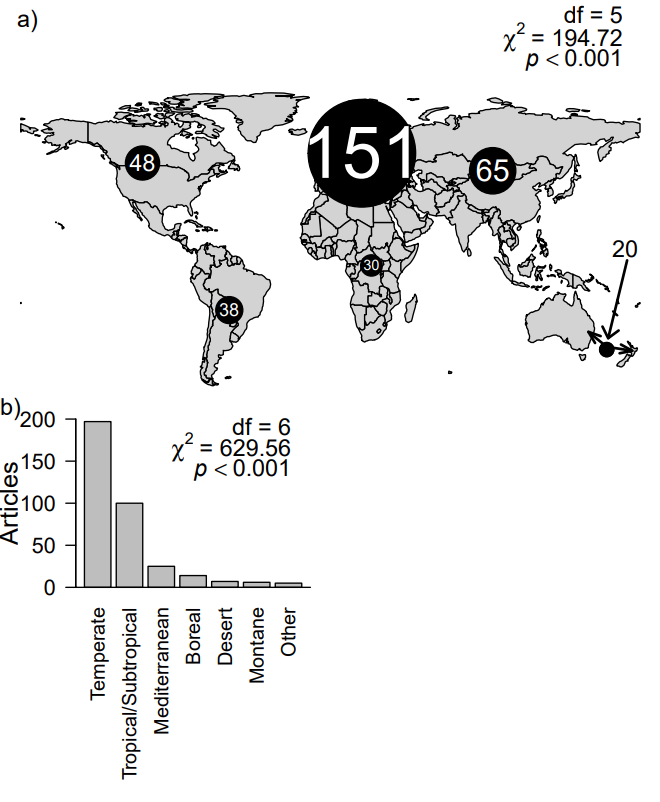 a)
df = 5
χ² = 194.72
p < 0.001
151
48
65
20
30
38
b)
df = 6
χ² = 629.56
p < 0.001
Articles
200
150
100
50
0
Temperate
Tropical/Subtropical
Mediterranean
Boreal
Desert
Montane
Other